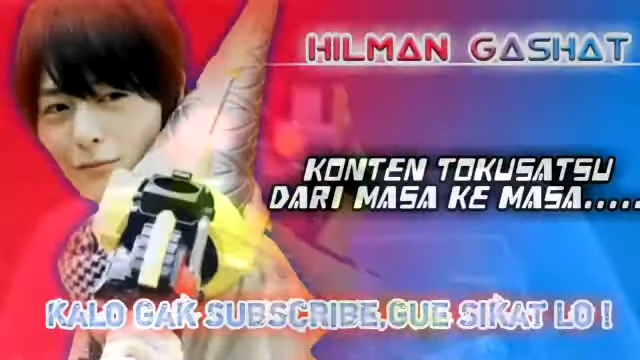 HILMAN GASHAT
KONTEN TOKUSATSU
DARI MASA KE MASA.....
KALO GAK SUBSCRIBE,GUE SIKAT LO !